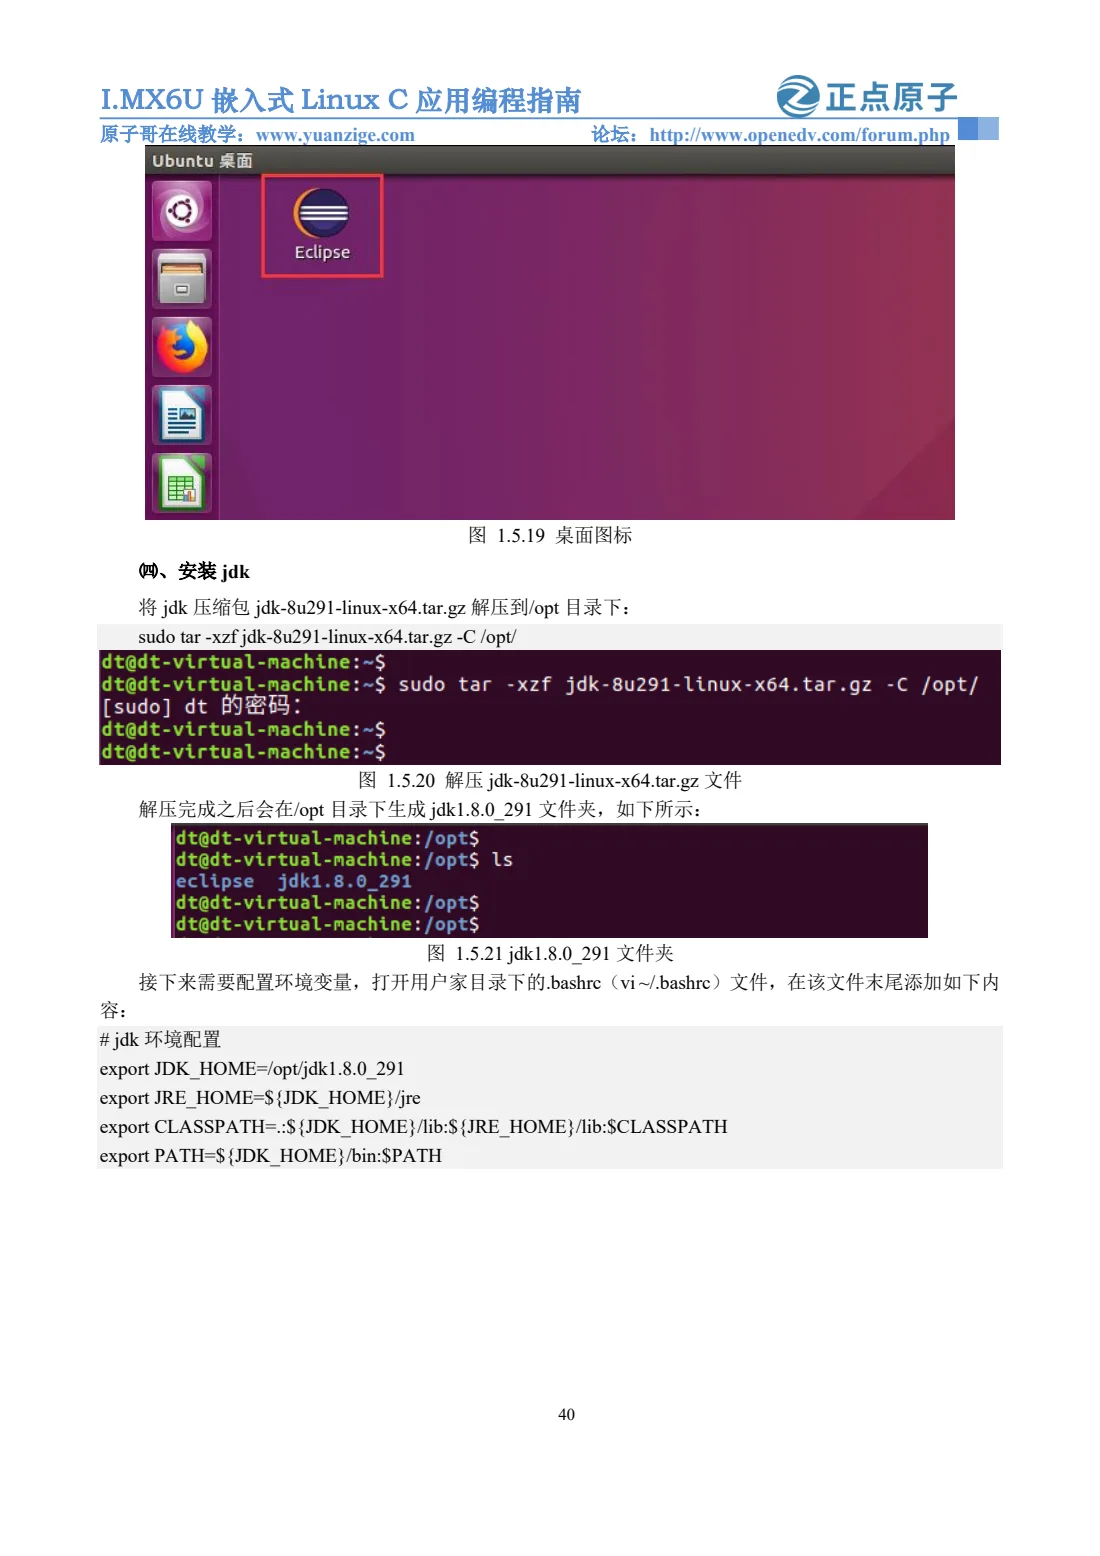 I.MX6U 嵌入式 Linux C 应用编程指南
正点原子
原子哥在线教学：www.yuanzige.com
论坛：http://www.openedv.com/forum.php
Ubuntu 桌面
Eclipse
图 1.5.19 桌面图标
㈣、安装 jdk
将 jdk 压缩包 jdk-8u291-linux-x64.tar.gz 解压到/opt 目录下：
sudo tar -xzf jdk-8u291-linux-x64.tar.gz -C /opt/
dt@dt-virtual-machine:~$
dt@dt-virtual-machine:~$ sudo tar -xzf jdk-8u291-linux-x64.tar.gz -C /opt/
[sudo] dt 的密码：
dt@dt-virtual-machine:~$
dt@dt-virtual-machine:~$
图 1.5.20 解压 jdk-8u291-linux-x64.tar.gz 文件
解压完成之后会在/opt 目录下生成 jdk1.8.0_291 文件夹，如下所示：
dt@dt-virtual-machine:/opt$
dt@dt-virtual-machine:/opt$ ls
eclipse jdk1.8.0_291
dt@dt-virtual-machine:/opt$
dt@dt-virtual-machine:/opt$
图 1.5.21 jdk1.8.0_291 文件夹
接下来需要配置环境变量，打开用户家目录下的.bashrc（vi ~/.bashrc）文件，在该文件末尾添加如下内
容：
# jdk 环境配置
export JDK_HOME=/opt/jdk1.8.0_291
export JRE_HOME=${JDK_HOME}/jre
export CLASSPATH=.:${JDK_HOME}/lib:${JRE_HOME}/lib:$CLASSPATH
export PATH=${JDK_HOME}/bin:$PATH
40